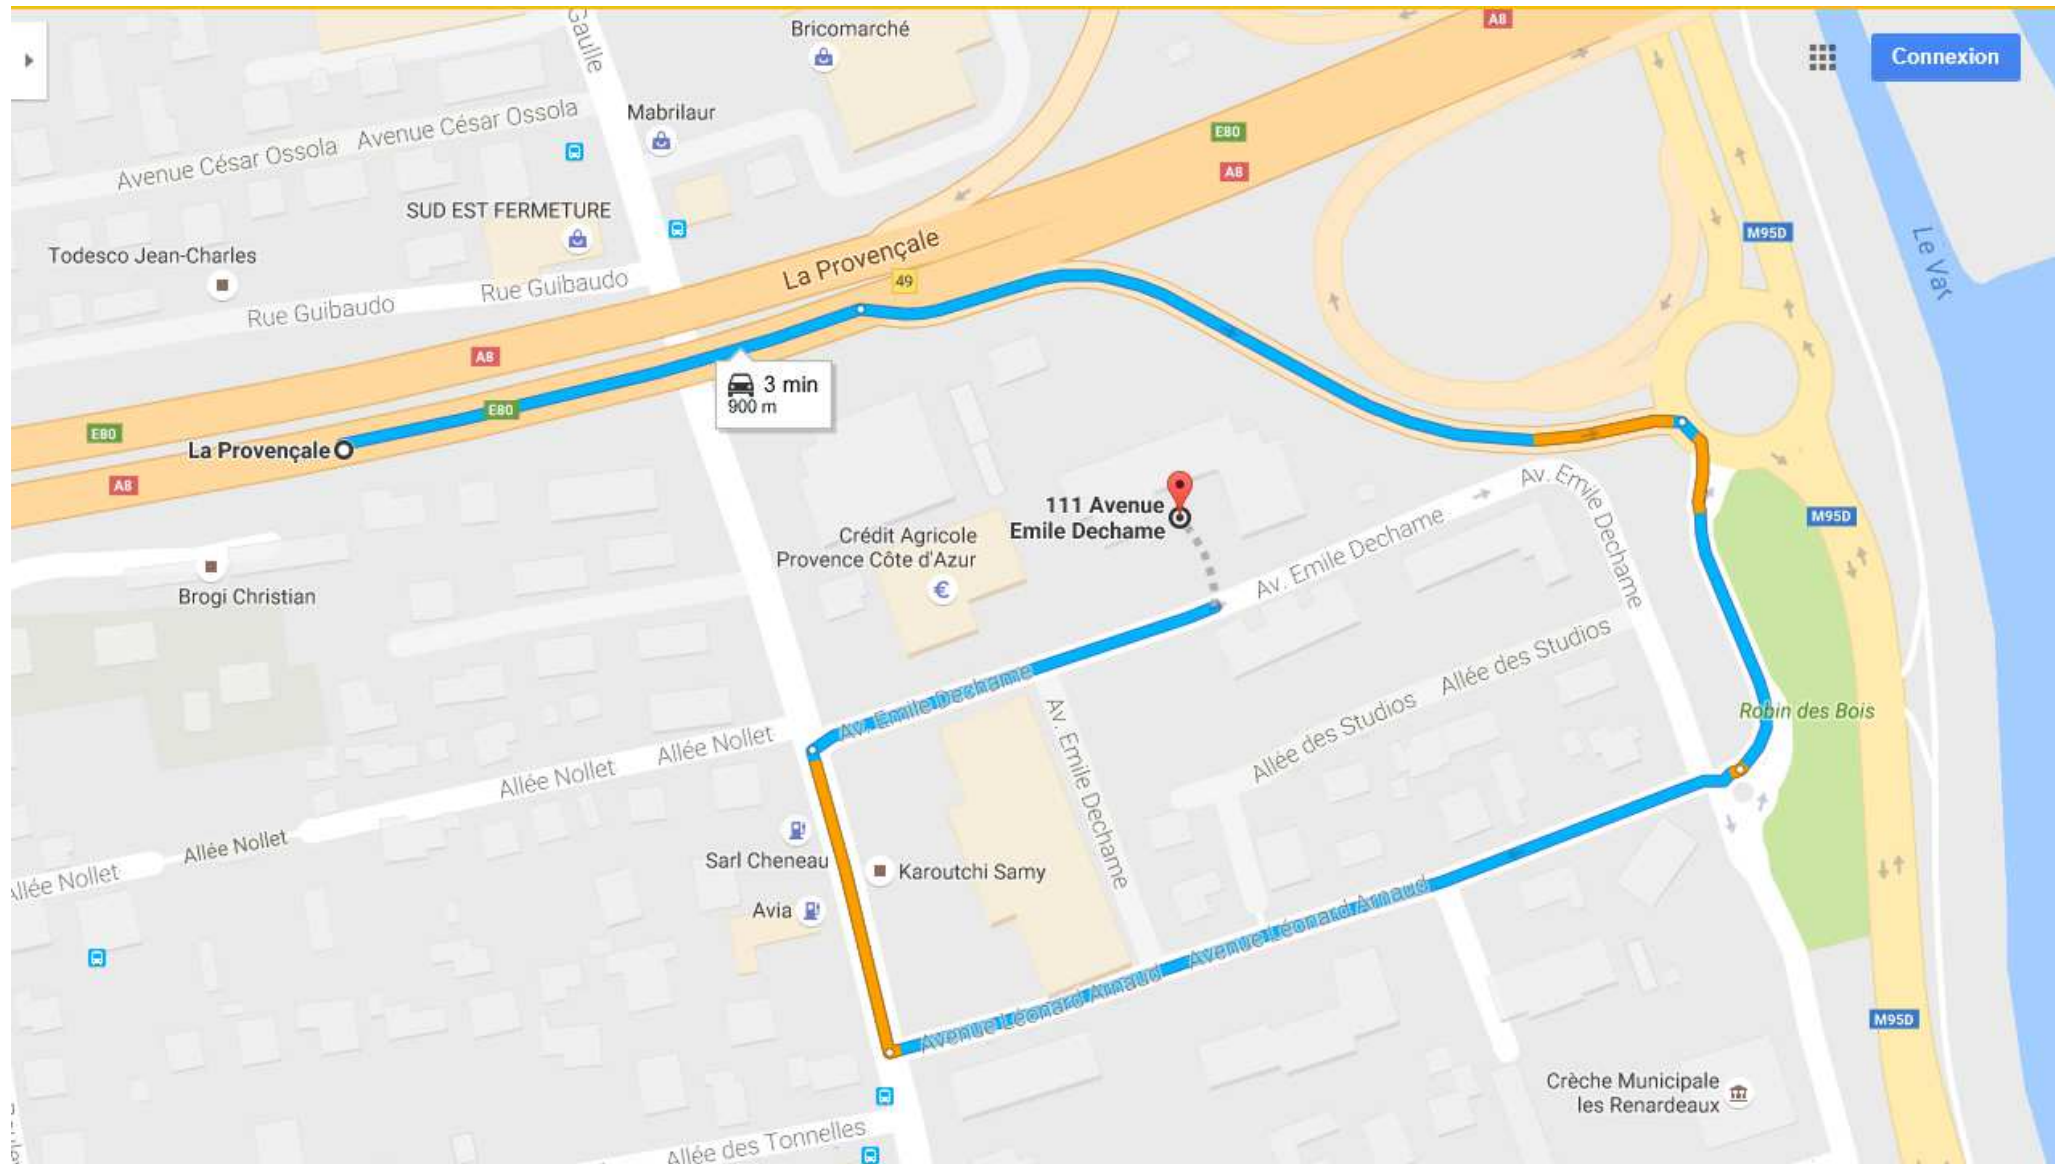 Gaulle
Bricomarché
A8
Connexion
Mabrilaur
Avenue César Ossola
Avenue César Ossola
E80
A8
SUD EST FERMETURE
M95D
Le Var
Todesco Jean-Charles
La Provençale
49
Rue Guibaudo
Rue Guibaudo
A8
3 min
900 m
E80
E80
La Provençale
A8
111 Avenue
Emile Dechame
Av. Emile Dechame
Av. Emile Dechame
M95D
Crédit Agricole
Provence Côte d'Azur
€
Brogi Christian
Allée des Studios
Allée des Studios
Av. Emile Dechame
Av. Emile Dechame
Robin des Bois
Allée Nollet
Allée Nollet
Allée Nollet
Allée Nollet
Sarl Cheneau
Karoutchi Samy
Avia
Avenue Léonard Arnaud
Avenue Léonard Arnaud
M95D
Crèche Municipale
les Renardeaux
Allée des Tonnelles